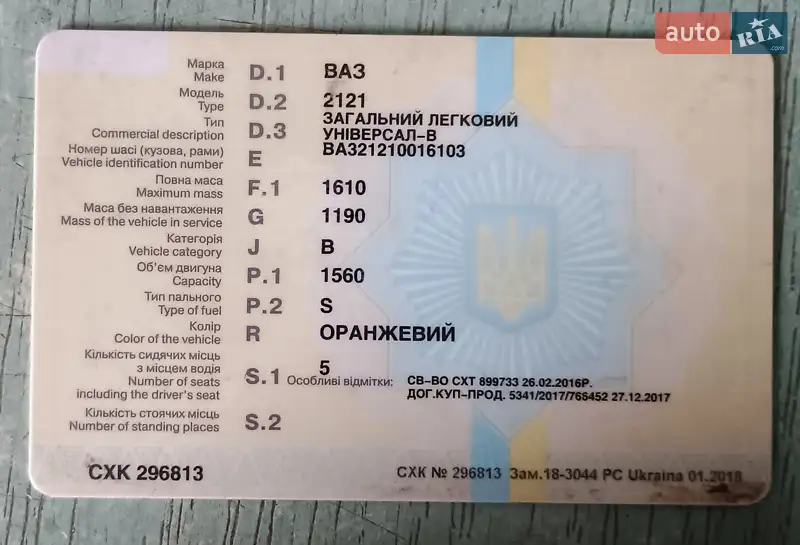 auto RIA .com
Марка
Make D.1 ВАЗ
Модель
Type D.2 2121
Тип
Commercial description D.3 ЗАГАЛЬНИЙ ЛЕГКОВИЙ
УНІВЕРСАЛ-В
Номер шасі (кузова, рами)
Vehicle identification number E ВАЗ21210016103
Повна маса
Maximum mass F.1 1610
Маса без навантаження
Mass of the vehicle in service G 1190
Категорія
Vehicle category J B
Об'єм двигуна
Capacity P.1 1560
Тип пального
Type of fuel P.2 S
Колір
Color of the vehicle R ОРАНЖЕВИЙ
Кількість сидячих місць
з місцем водія
Number of seats
including the driver's seat S.1 5
Особливі відмітки: СВ-ВО СХТ 899733 26.02.2016Р.
ДОГ.КУП-ПРОД. 5341/2017/766452 27.12.2017
Кількість стоячих місць
Number of standing places S.2
СХК 296813
СХК № 296813 Зам.18-3044 РС Ukraina 01.2018